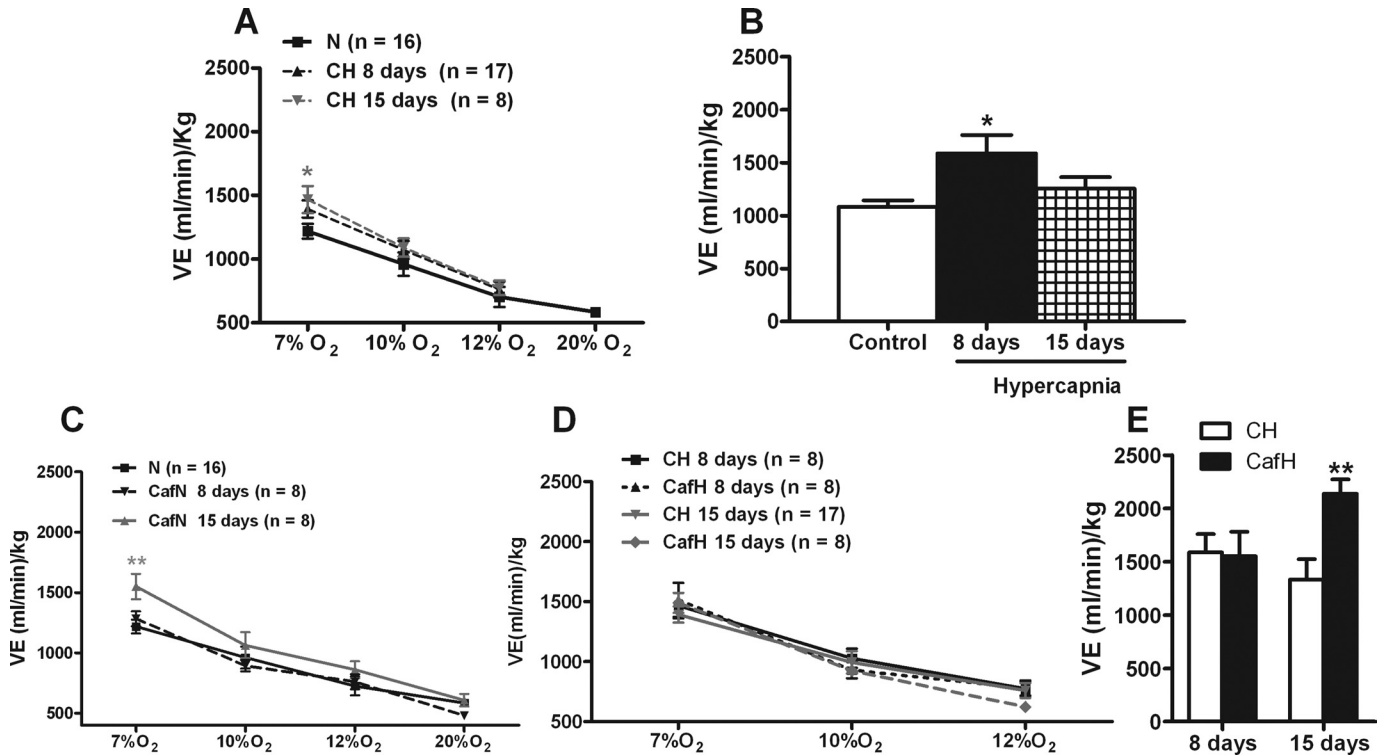 A
N (n = 16)
CH 8 days (n = 17)
CH 15 days (n = 8)
VE (ml/min)/Kg
2500
2000
1500
1000
500
*
7% O₂ 10% O₂ 12% O₂ 20% O₂
B
VE (ml/min)/kg
2500
2000
1500
1000
500
0
*
Control 8 days 15 days
Hypercapnia
C
N (n = 16)
CafN 8 days (n = 8)
CafN 15 days (n = 8)
VE (ml/min)/kg
2500
2000
1500
1000
500
**
7%O₂ 10%O₂ 12%O₂ 20%O₂
D
CH 8 days (n = 8)
CafH 8 days (n = 8)
CH 15 days (n = 17)
CafH 15 days (n = 8)
VE(ml/min)/kg
2500
2000
1500
1000
500
7%O₂ 10%O₂ 12%O₂
E
CH
CafH
VE (ml/min)/kg
2500
2000
1500
1000
500
0
**
8 days 15 days